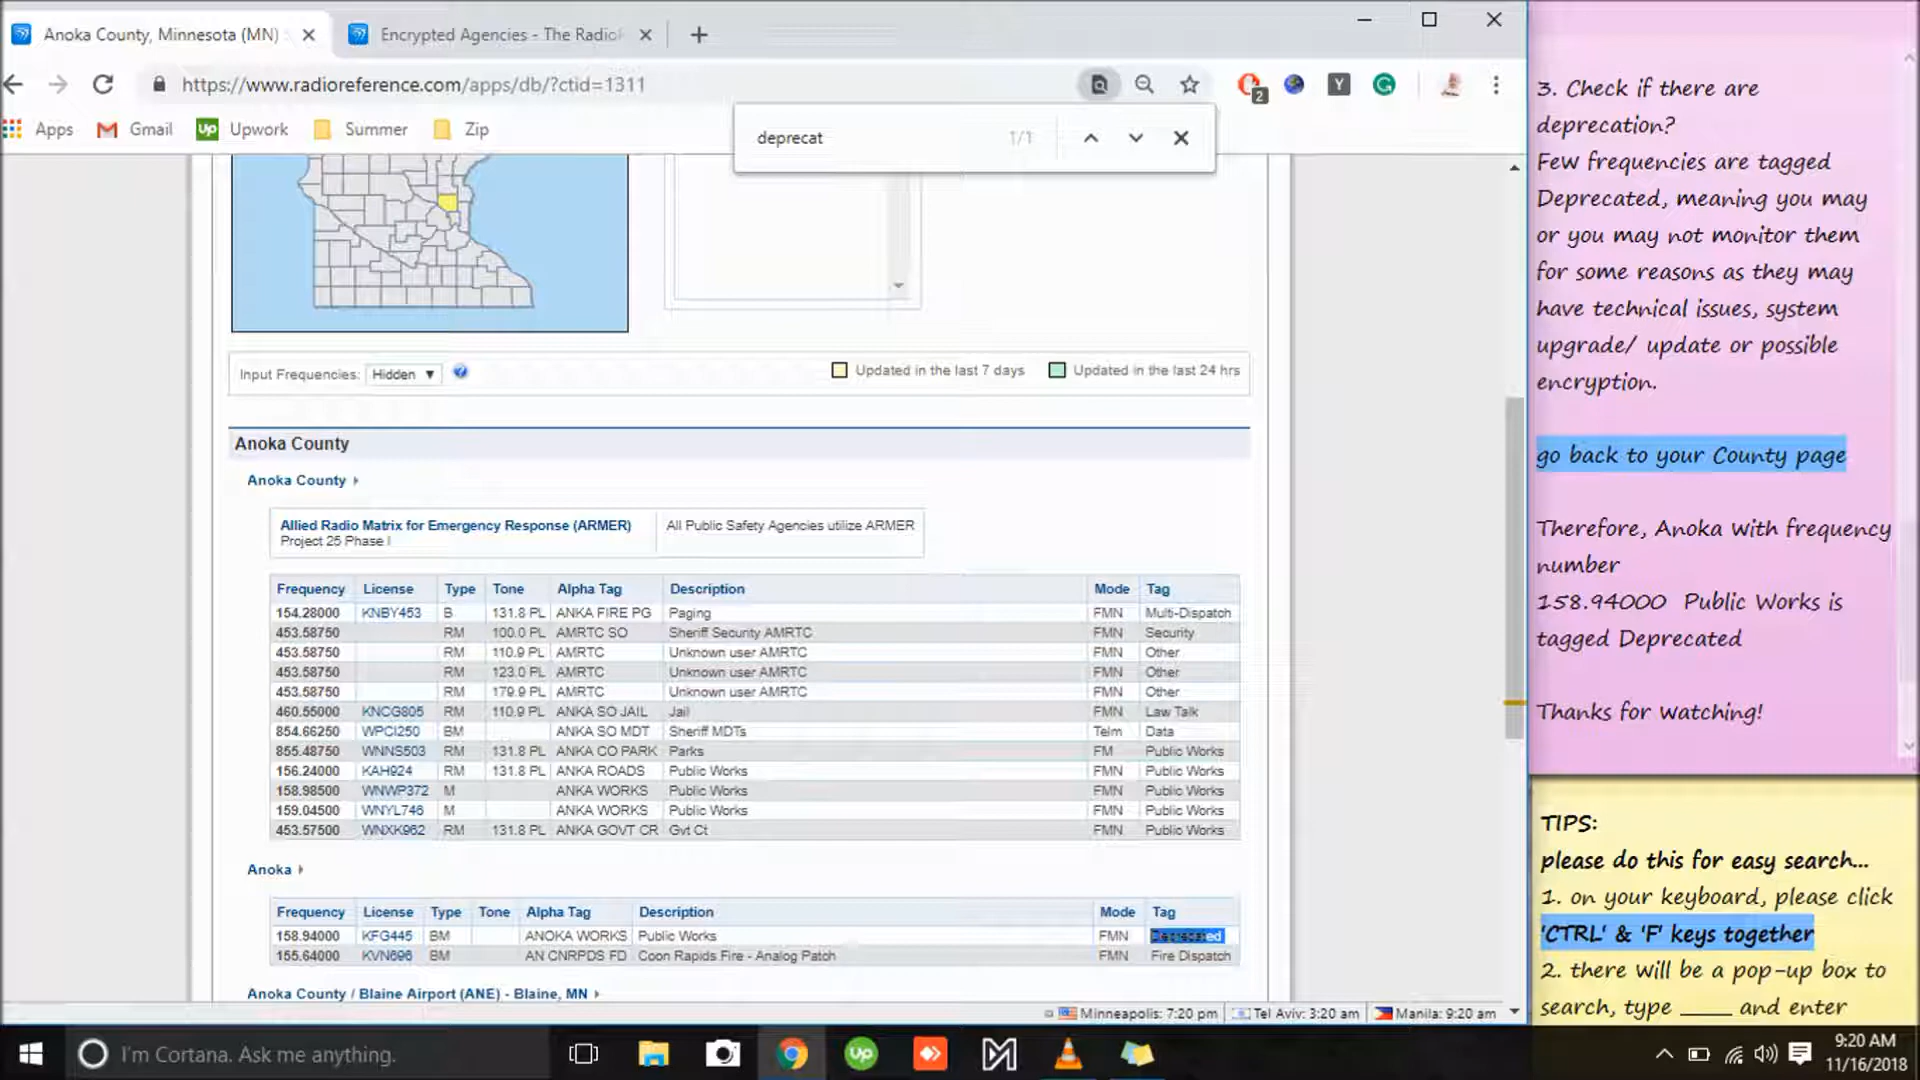 Anoka County, Minnesota (MN)
Encrypted Agencies - The Radio
https://www.radioreference.com/apps/db/?ctid=1311
2
Y
Apps
Gmail
up Upwork
Summer
Zip
deprecat 1/1
Input Frequencies: Hidden
Updated in the last 7 days
Updated in the last 24 hrs
Anoka County
Anoka County
Allied Radio Matrix for Emergency Response (ARMER)
Project 25 Phase I
All Public Safety Agencies utilize ARMER
Frequency License Type Tone Alpha Tag Description Mode Tag
154.28000 KNBY453 B 131.8 PL ANKA FIRE PG Paging FMN Multi-Dispatch
453.58750 RM 100.0 PL AMRTC SO Sheriff Security AMRTC FMN Security
453.58750 RM 110.9 PL AMRTC Unknown user AMRTC FMN Other
453.58750 RM 123.0 PL AMRTC Unknown user AMRTC FMN Other
453.58750 RM 179.9 PL AMRTC Unknown user AMRTC FMN Other
460.55000 KNCG805 RM 110.9 PL ANKA SO JAIL Jail FMN Law Talk
854.66250 WPCI250 BM ANKA SO MDT Sheriff MDTs Telm Data
855.48750 WNNS503 RM 131.8 PL ANKA CO PARK Parks FM Public Works
156.24000 KAH924 RM 131.8 PL ANKA ROADS Public Works FMN Public Works
158.98500 WNWP372 M ANKA WORKS Public Works FMN Public Works
159.04500 WNYL746 M ANKA WORKS Public Works FMN Public Works
453.57500 WNXK962 RM 131.8 PL ANKA GOVT CR Gvt Ct FMN Public Works
Anoka
Frequency License Type Tone Alpha Tag Description Mode Tag
158.94000 KFG445 BM ANOKA WORKS Public Works FMN Deprecated
155.64000 KVN696 BM AN CNRPDS FD Coon Rapids Fire - Analog Patch FMN Fire Dispatch
Anoka County / Blaine Airport (ANE) - Blaine, MN
Minneapolis: 7:20 pm
Tel Aviv: 3:20 am
Manila: 9:20 am
3. Check if there are
deprecation?
Few frequencies are tagged
Deprecated, meaning you may
or you may not monitor them
for some reasons as they may
have technical issues, system
upgrade/ update or possible
encryption.
go back to your County page
Therefore, Anoka with frequency
number
158.94000 Public Works is
tagged Deprecated
Thanks for watching!
TIPS:
please do this for easy search...
1. on your keyboard, please click
'CTRL' & 'F' keys together
2. there will be a pop-up box to
search, type _____ and enter
I'm Cortana. Ask me anything.
up
9:20 AM
11/16/2018